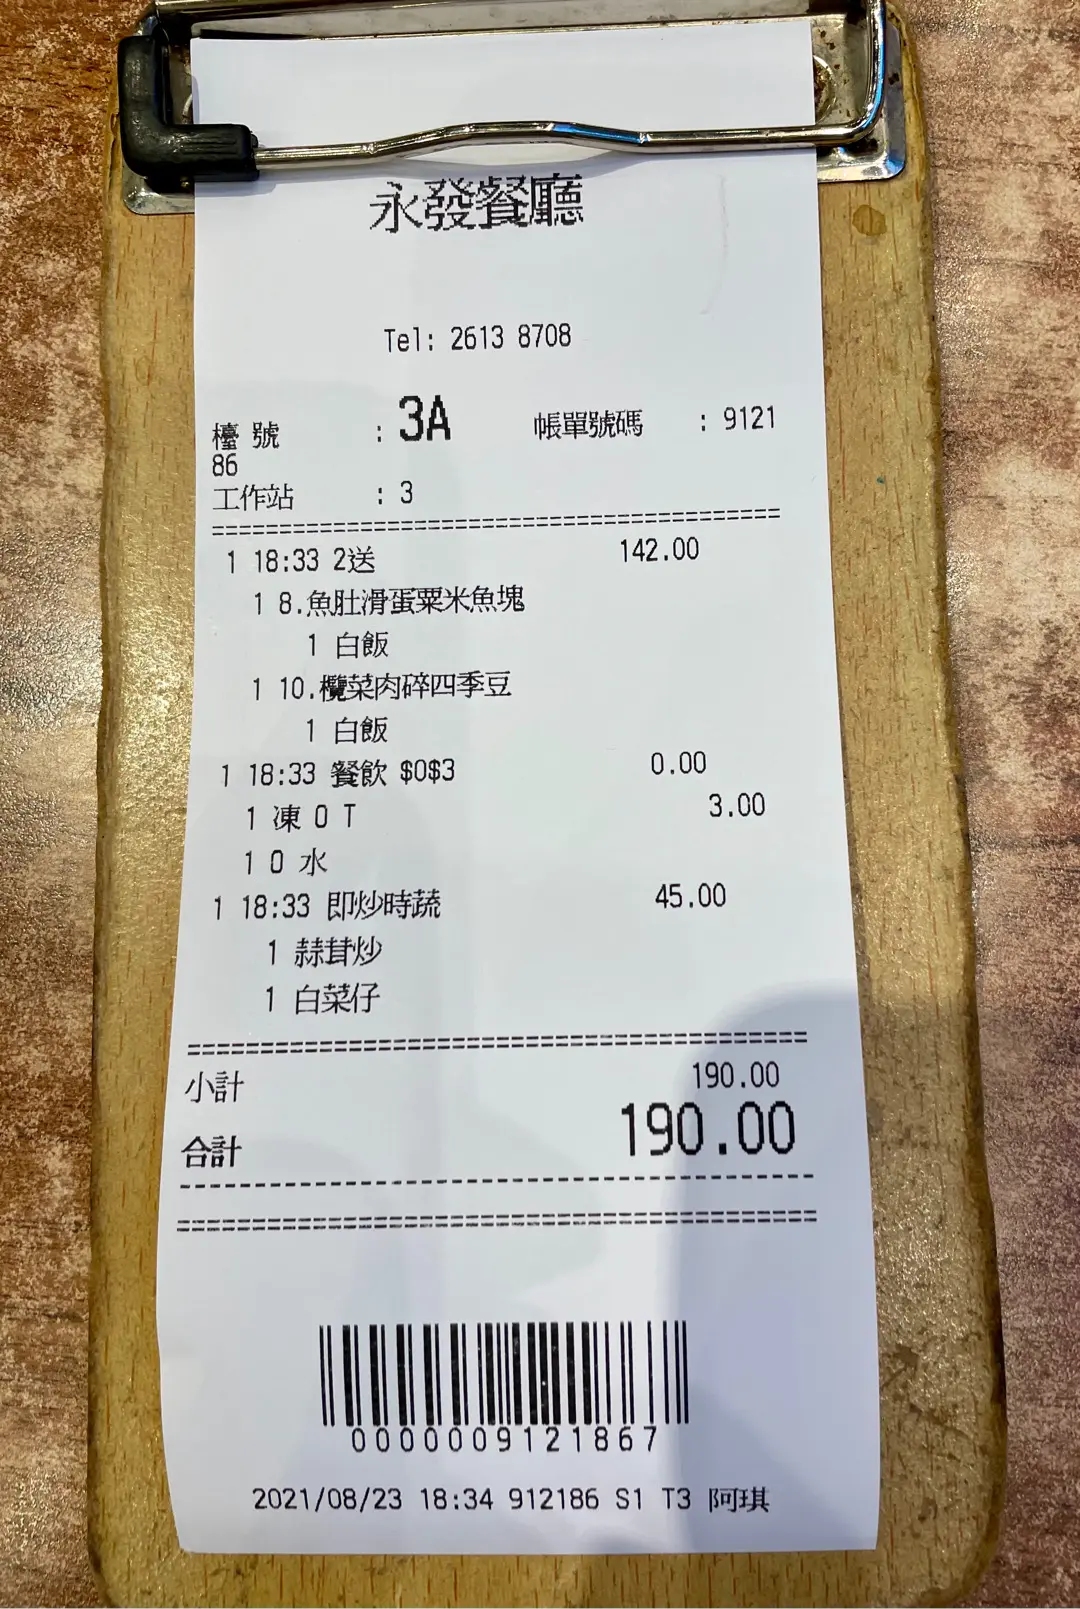 永發餐廳
Tel: 2613 8708
檯 號 : 3A 帳單號碼 : 9121
86
工作站 : 3
1 18:33 2送 142.00
1 8.魚肚滑蛋粟米魚塊
1 白飯
1 10.欖菜肉碎四季豆
1 白飯
1 18:33 餐飲 $0$3 0.00
1 凍 0 T 3.00
1 0 水
1 18:33 即炒時蔬 45.00
1 蒜茸炒
1 白菜仔
小計 190.00
合計 190.00
0000009121867
2021/08/23 18:34 912186 S1 T3 阿琪